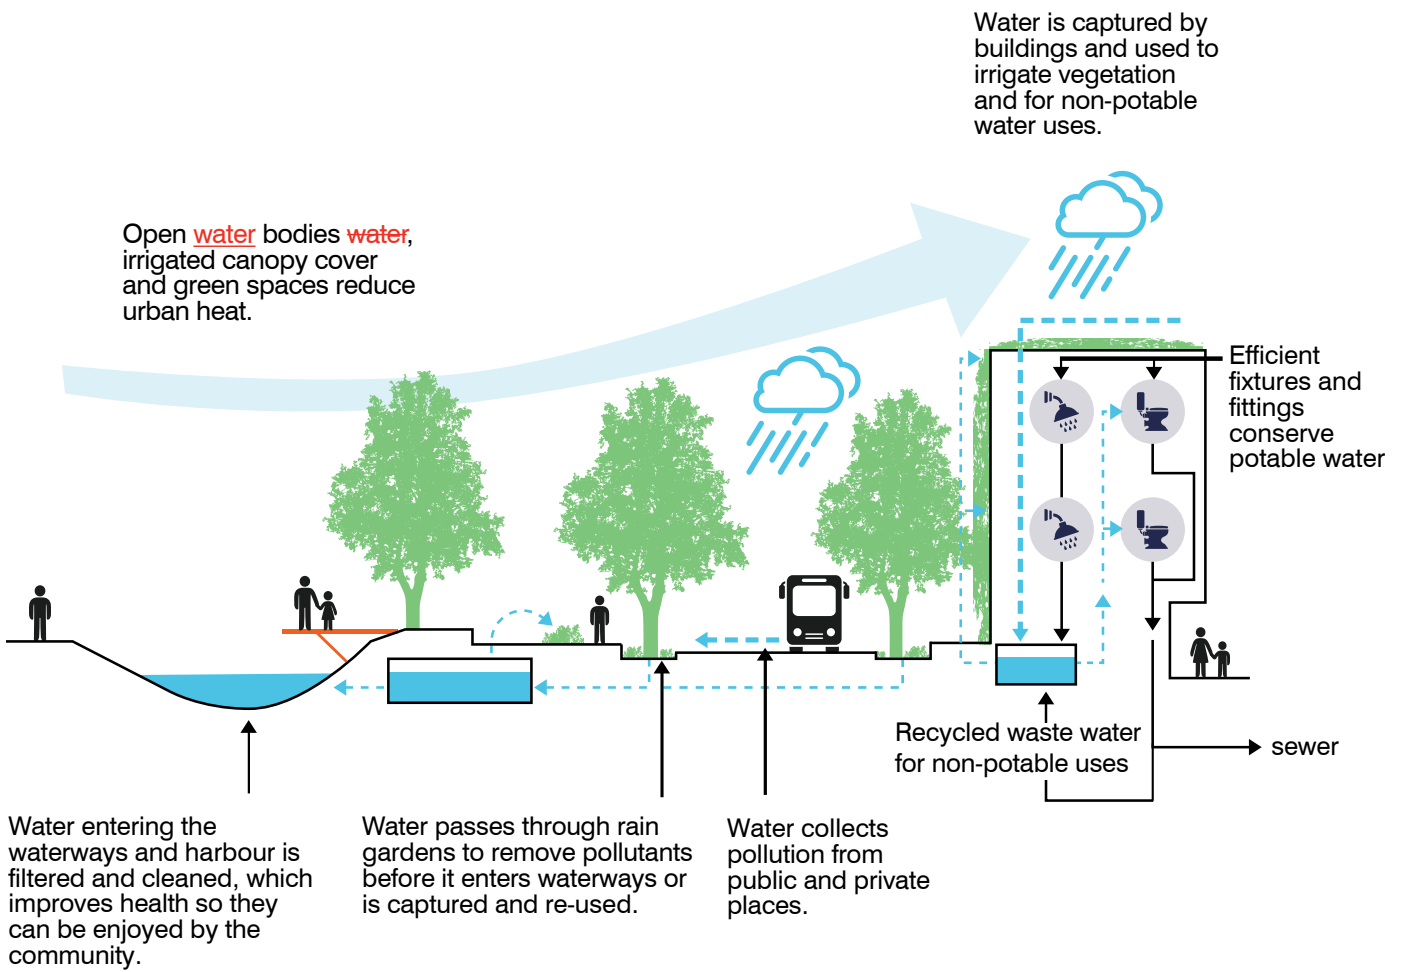 Water is captured by
buildings and used to
irrigate vegetation
and for non-potable
water uses.
Open water bodies water,
irrigated canopy cover
and green spaces reduce
urban heat.
Efficient
fixtures and
fittings
conserve
potable water
Recycled waste water
for non-potable uses
sewer
Water entering the
waterways and harbour is
filtered and cleaned, which
improves health so they
can be enjoyed by the
community.
Water passes through rain
gardens to remove pollutants
before it enters waterways or
is captured and re-used.
Water collects
pollution from
public and private
places.